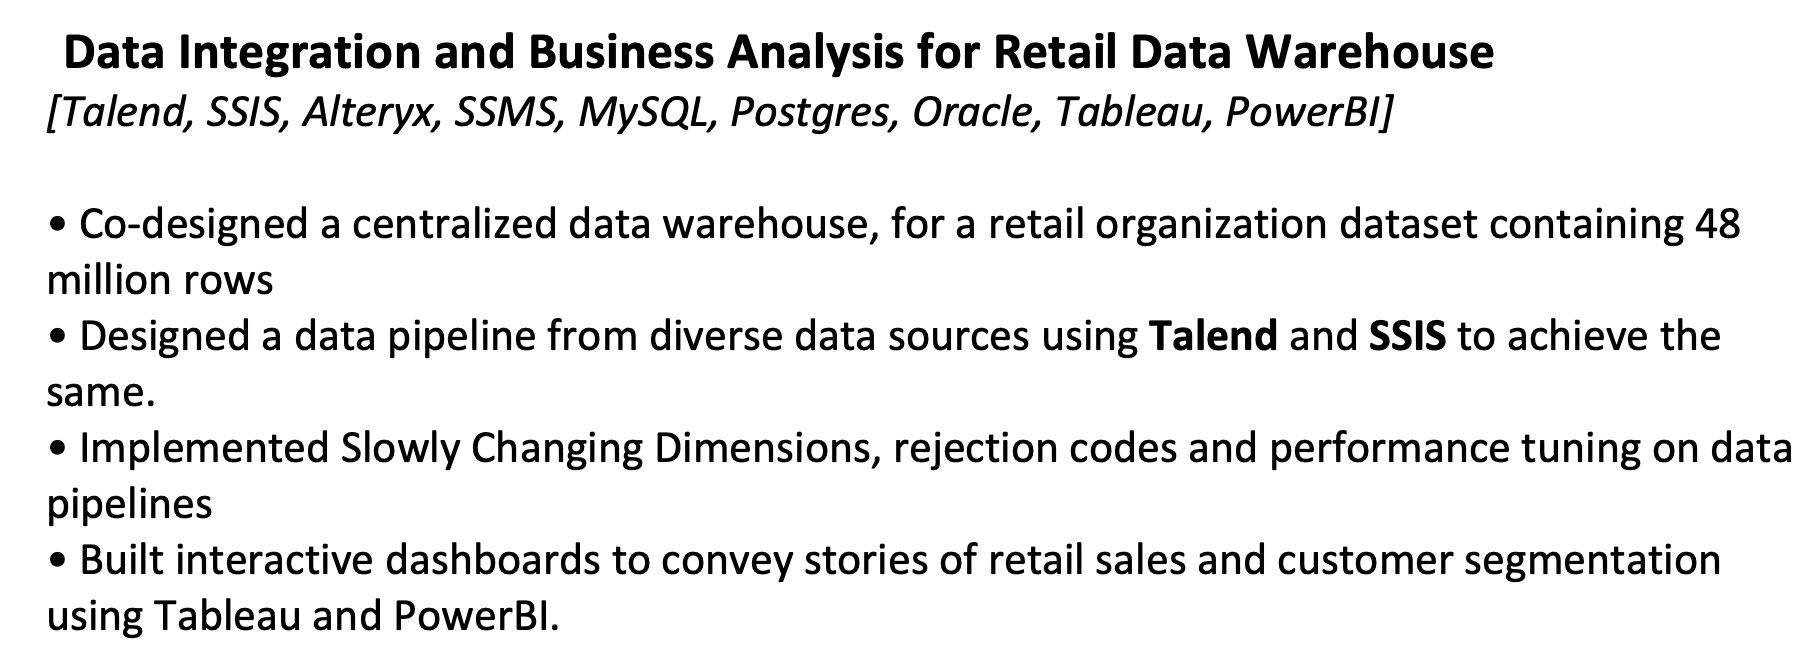 Data Integration and Business Analysis for Retail Data Warehouse
[Talend, SSIS, Alteryx, SSMS, MySQL, Postgres, Oracle, Tableau, PowerBI]
• Co-designed a centralized data warehouse, for a retail organization dataset containing 48
million rows
• Designed a data pipeline from diverse data sources using Talend and SSIS to achieve the
same.
• Implemented Slowly Changing Dimensions, rejection codes and performance tuning on data
pipelines
• Built interactive dashboards to convey stories of retail sales and customer segmentation
using Tableau and PowerBI.